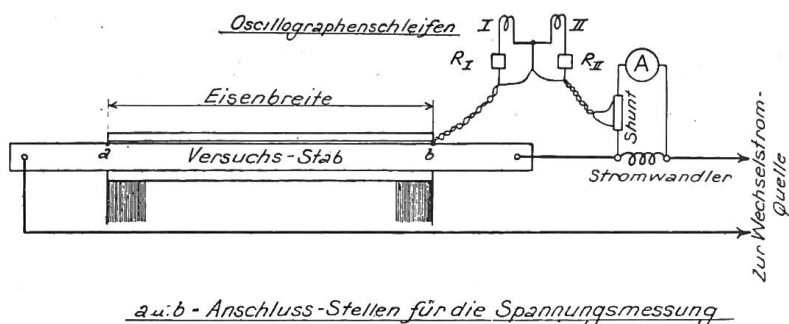 Oscillographenschleifen
I
II
R_I
R_II
A
Shunt
Eisenbreite
a
Versuchs-Stab
b
Stromwandler
Zur Wechselstrom-
Quelle
a u. b - Anschluss-Stellen für die Spannungsmessung